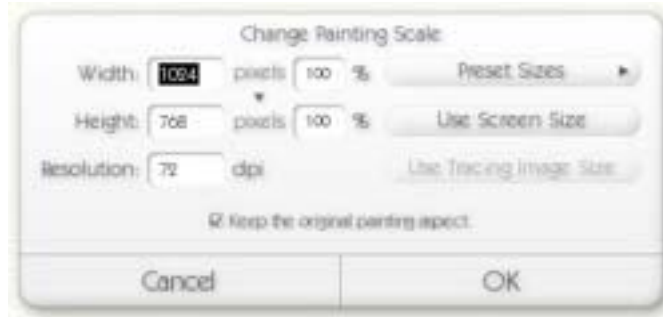 Change Painting Scale
Width: 1024 pixels 100 % Preset Sizes
Height: 768 pixels 100 % Use Screen Size
Resolution: 72 dpi Use Tracing Image Size
Keep the original painting aspect.
Cancel OK